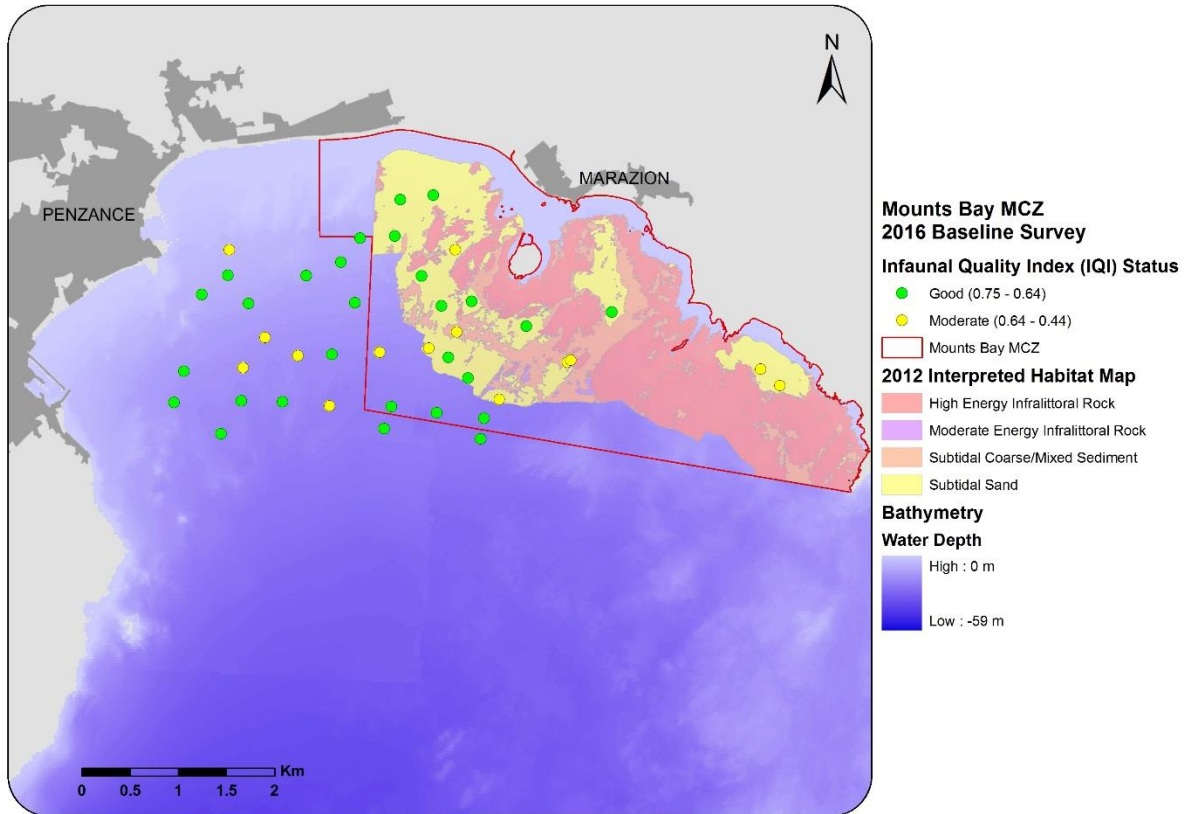 N
MARAZION
PENZANCE
Km
0 0.5 1 1.5 2
Mounts Bay MCZ
2016 Baseline Survey
Infaunal Quality Index (IQI) Status
Good (0.75 - 0.64)
Moderate (0.64 - 0.44)
Mounts Bay MCZ
2012 Interpreted Habitat Map
High Energy Infralittoral Rock
Moderate Energy Infralittoral Rock
Subtidal Coarse/Mixed Sediment
Subtidal Sand
Bathymetry
Water Depth
High : 0 m
Low : -59 m